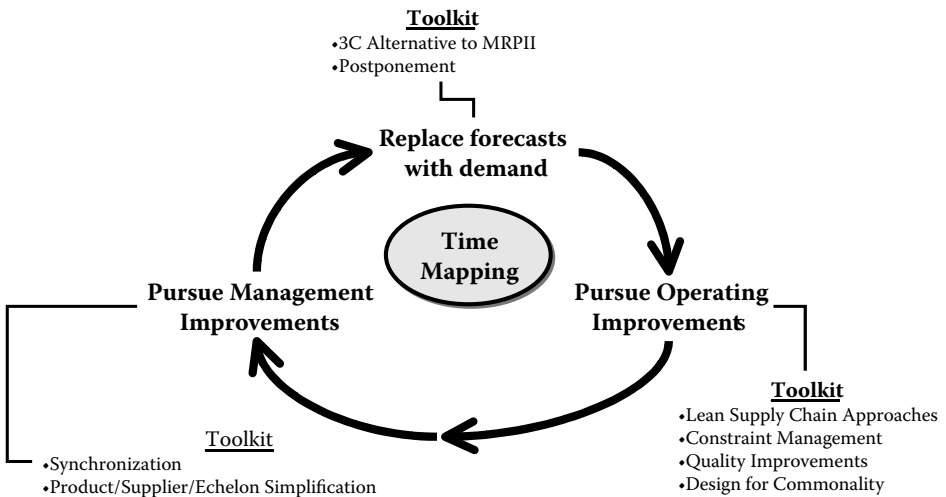 Toolkit
•3C Alternative to MRPII
•Postponement
Replace forecasts
with demand
Time
Mapping
Pursue Management
Improvements
Pursue Operating
Improvements
Toolkit
•Lean Supply Chain Approaches
•Constraint Management
•Quality Improvements
•Design for Commonality
Toolkit
•Synchronization
•Product/Supplier/Echelon Simplification